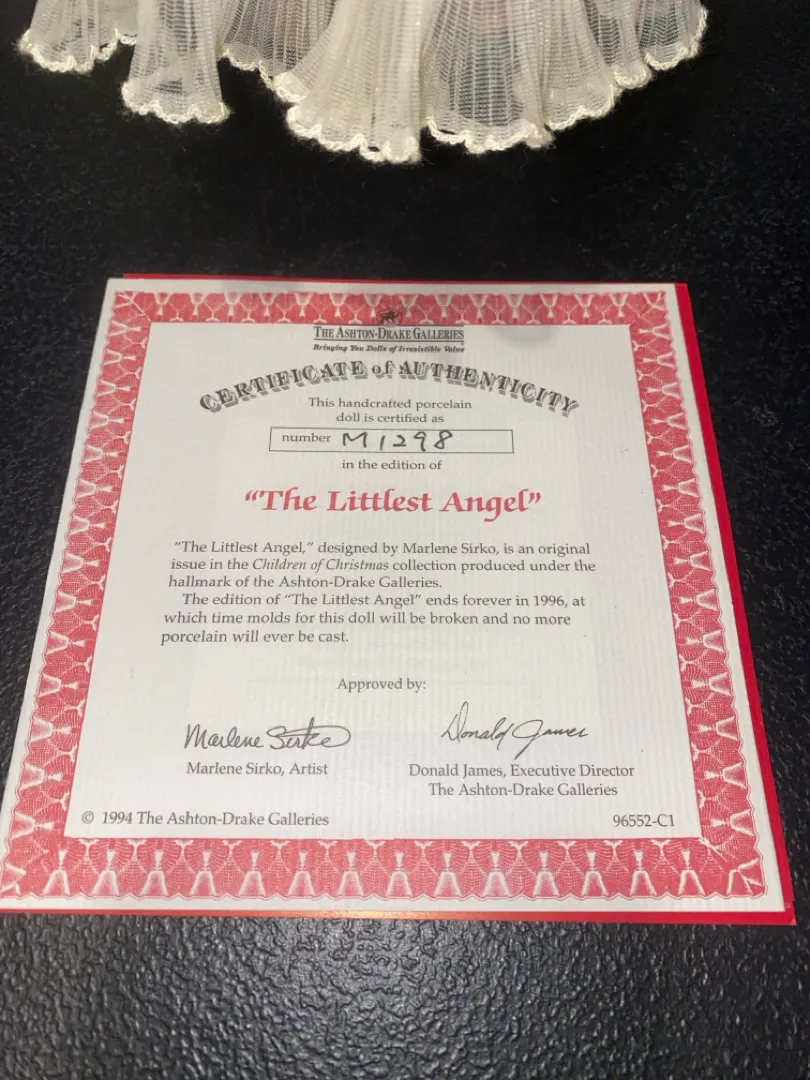 THE ASHTON-DRAKE GALLERIES
Bringing You Dolls of Irresistible Value
CERTIFICATE of AUTHENTICITY
This handcrafted porcelain
doll is certified as
number M1298
in the edition of
“The Littlest Angel”
“The Littlest Angel,” designed by Marlene Sirko, is an original
issue in the Children of Christmas collection produced under the
hallmark of the Ashton-Drake Galleries.
The edition of “The Littlest Angel” ends forever in 1996, at
which time molds for this doll will be broken and no more
porcelain will ever be cast.
Approved by:
Marlene Sirko Donald James
Marlene Sirko, Artist Donald James, Executive Director
The Ashton-Drake Galleries
© 1994 The Ashton-Drake Galleries 96552-C1